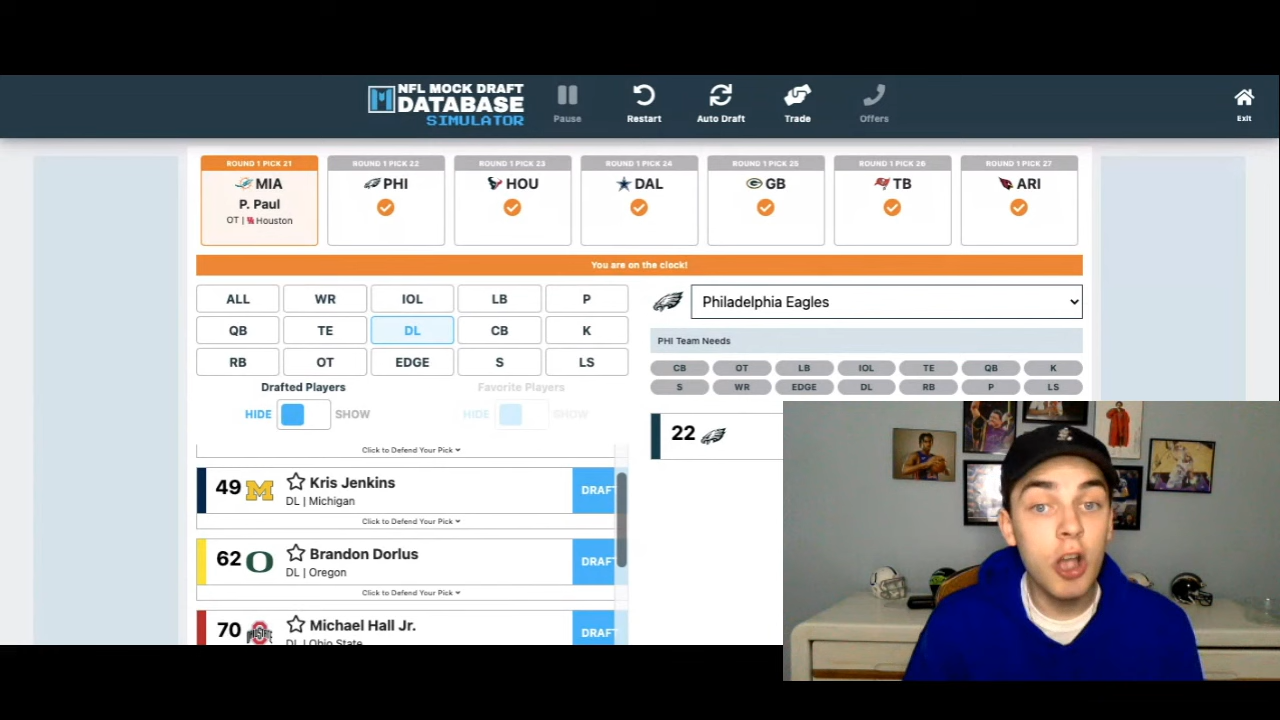 NFL MOCK DRAFT
DATABASE
SIMULATOR
Pause
Restart
Auto Draft
Trade
Offers
Exit
ROUND 1 PICK 21
MIA
P. Paul
OT | Houston
ROUND 1 PICK 22
PHI
ROUND 1 PICK 23
HOU
ROUND 1 PICK 24
DAL
ROUND 1 PICK 25
GB
ROUND 1 PICK 26
TB
ROUND 1 PICK 27
ARI
You are on the clock!
ALL WR IOL LB P
QB TE DL CB K
RB OT EDGE S LS
Drafted Players
HIDE SHOW
Favorite Players
HIDE SHOW
Philadelphia Eagles
PHI Team Needs
CB OT LB IOL TE QB K
S WR EDGE DL RB P LS
22
Click to Defend Your Pick
49 Kris Jenkins
DL | Michigan
DRAFT
Click to Defend Your Pick
62 Brandon Dorlus
DL | Oregon
DRAFT
Click to Defend Your Pick
70 Michael Hall Jr.
DL | Ohio State
DRAFT